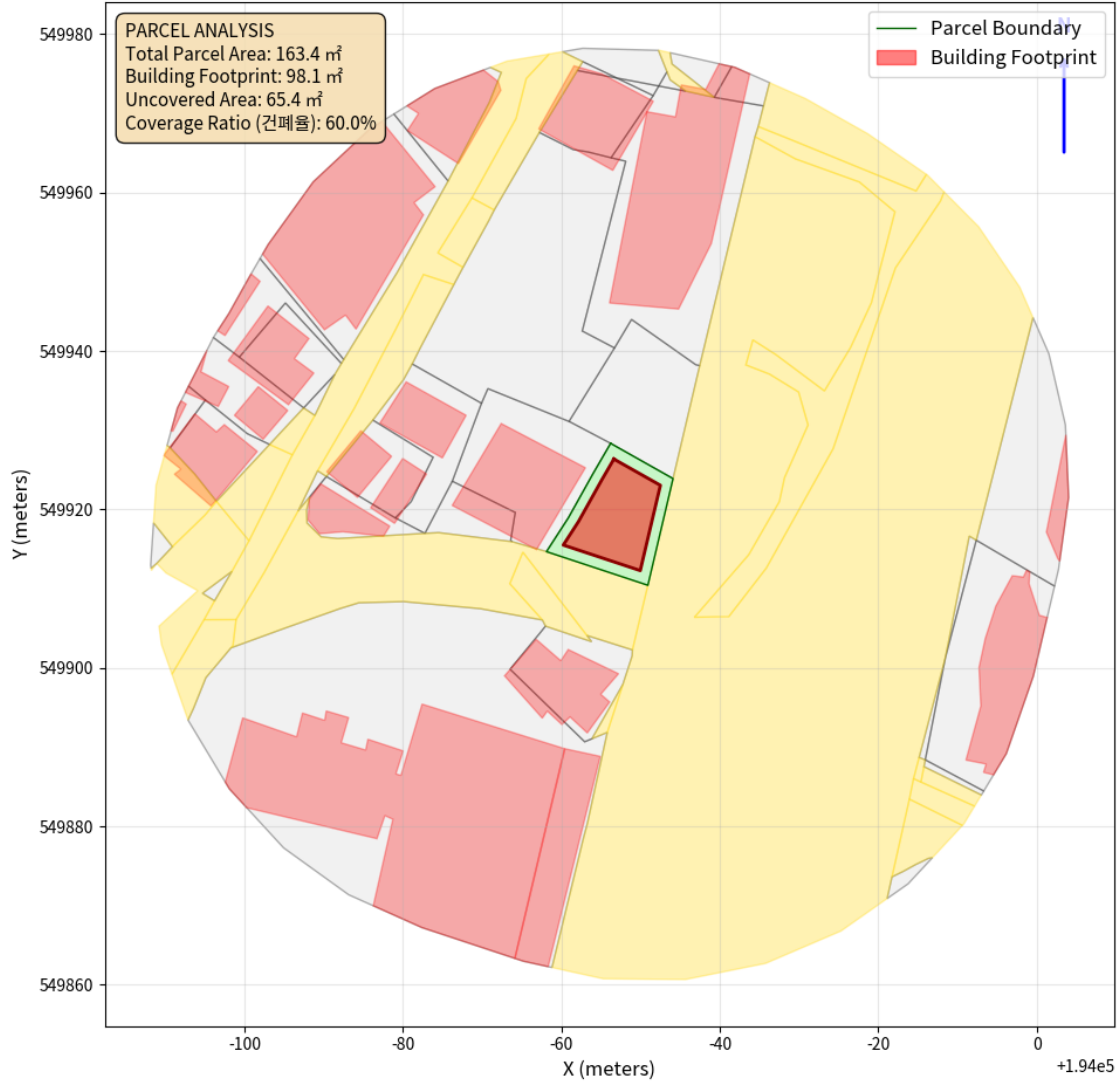 PARCEL ANALYSIS
Total Parcel Area: 163.4 ㎡
Building Footprint: 98.1 ㎡
Uncovered Area: 65.4 ㎡
Coverage Ratio (건폐율): 60.0%
Parcel Boundary
Building Footprint
N
549980
549960
549940
549920
549900
549880
549860
Y (meters)
-100
-80
-60
-40
-20
0
X (meters)
+1.94e5